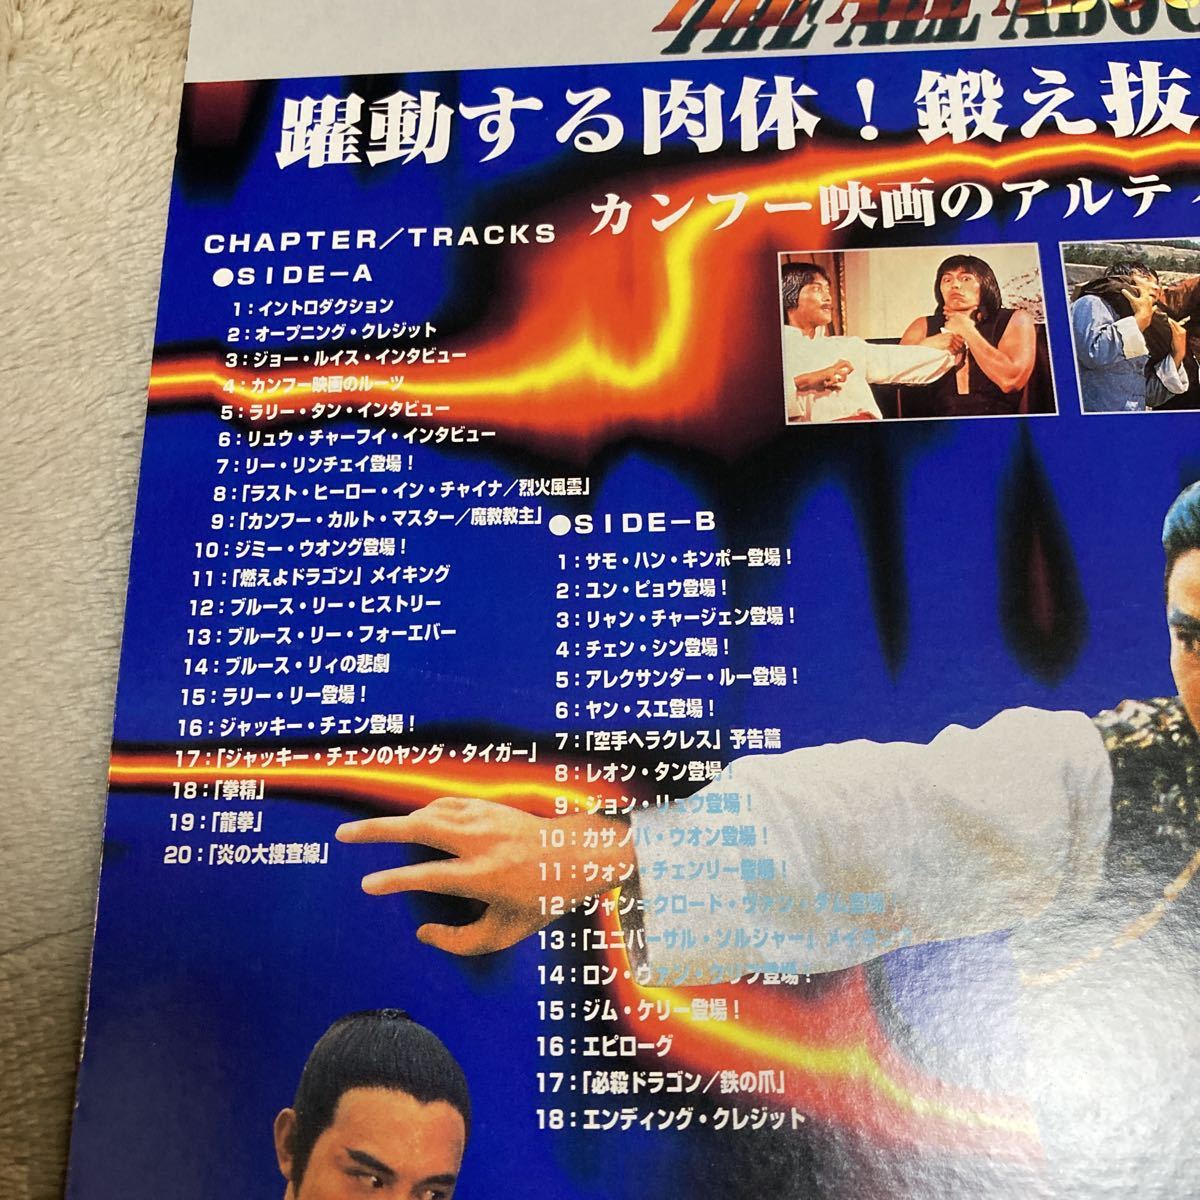 THE ALL ABOU
躍動する肉体！鍛え抜
カンフー映画のアルティ
CHAPTER/TRACKS
●SIDE-A
1：イントロダクション
2：オープニング・クレジット
3：ジョー・ルイス・インタビュー
4：カンフー映画のルーツ
5：ラリー・タン・インタビュー
6：リュウ・チャーフイ・インタビュー
7：リー・リンチェイ登場！
8：「ラスト・ヒーロー・イン・チャイナ/烈火風雲」
9：「カンフー・カルト・マスター/魔教教主」
10：ジミー・ウオング登場！
11：「燃えよドラゴン」メイキング
12：ブルース・リー・ヒストリー
13：ブルース・リー・フォーエバー
14：ブルース・リィの悲劇
15：ラリー・リー登場！
16：ジャッキー・チェン登場！
17：「ジャッキー・チェンのヤング・タイガー」
18：「拳精」
19：「龍拳」
20：「炎の大捜査線」
●SIDE-B
1：サモ・ハン・キンポー登場！
2：ユン・ピョウ登場！
3：リャン・チャージェン登場！
4：チェン・シン登場！
5：アレクサンダー・ルー登場！
6：ヤン・スエ登場！
7：「空手ヘラクレス」予告篇
8：レオン・タン登場！
9：ジョン・リュウ登場！
10：カサノバ・ウオン登場！
11：ウォン・チェンリー登場！
12：ジャン=クロード・ヴァン・ダム登場！
13：「ユニバーサル・ソルジャー」メイキング
14：ロン・ヴァン・クリフ登場！
15：ジム・ケリー登場！
16：エピローグ
17：「必殺ドラゴン/鉄の爪」
18：エンディング・クレジット